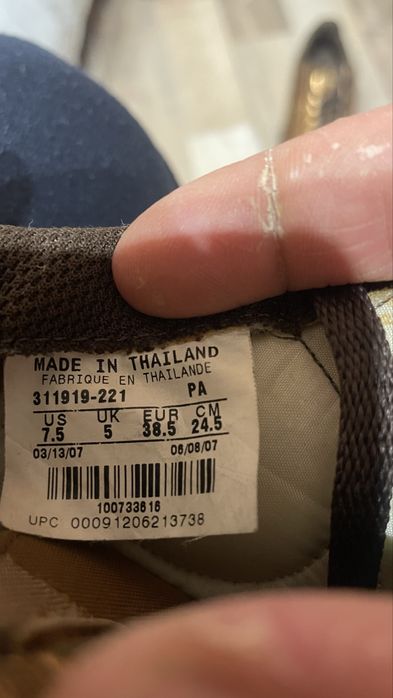 MADE IN THAILAND
FABRIQUE EN THAILANDE
311919-221 PA
US UK EUR CM
7.5 5 38.5 24.5
03/13/07 06/08/07
100733618
UPC 00091206213738